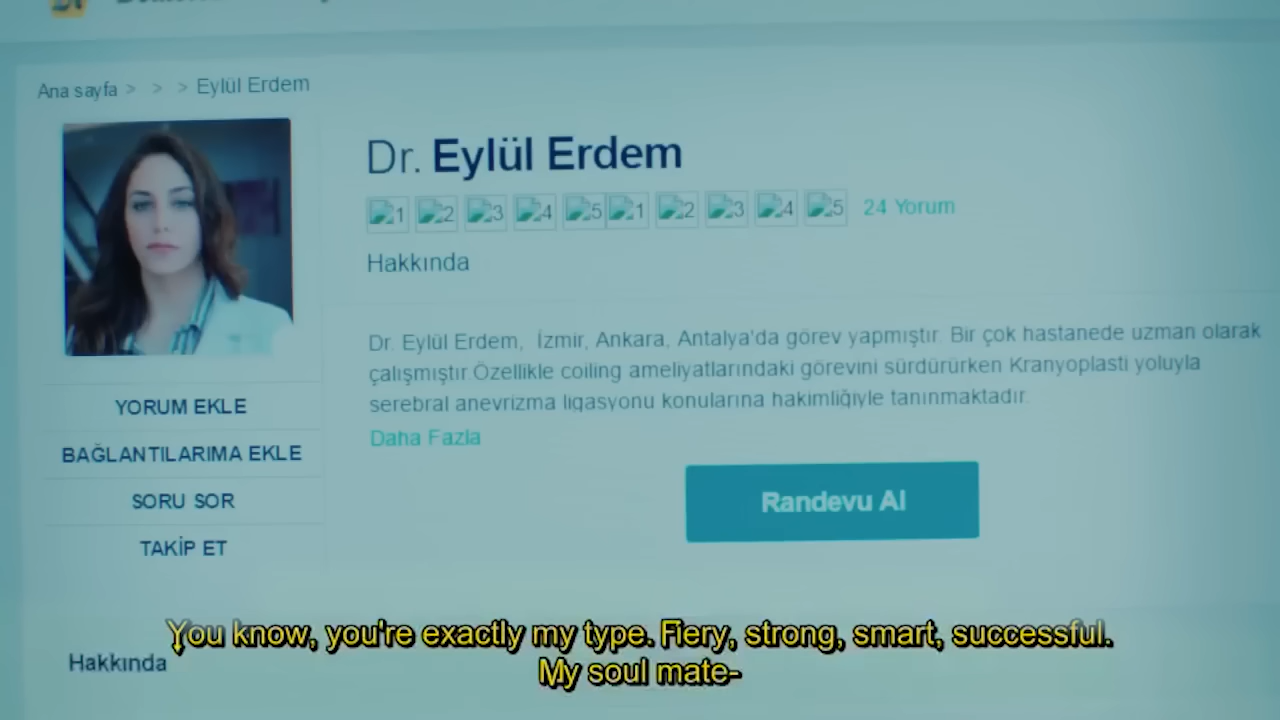 Ana sayfa > > > Eylül Erdem
Dr. Eylül Erdem
1 2 3 4 5 1 2 3 4 5 24 Yorum
Hakkında
Dr. Eylül Erdem, İzmir, Ankara, Antalya'da görev yapmıştır. Bir çok hastanede uzman olarak
çalışmıştır.Özellikle coiling ameliyatlarındaki görevini sürdürürken Kranyoplasti yoluyla
serebral anevrizma ligasyonu konularına hakimliğiyle tanınmaktadır.
Daha Fazla
YORUM EKLE
BAĞLANTILARIMA EKLE
SORU SOR
TAKİP ET
Randevu Al
Hakkında
You know, you're exactly my type. Fiery, strong, smart, successful.
My soul mate-